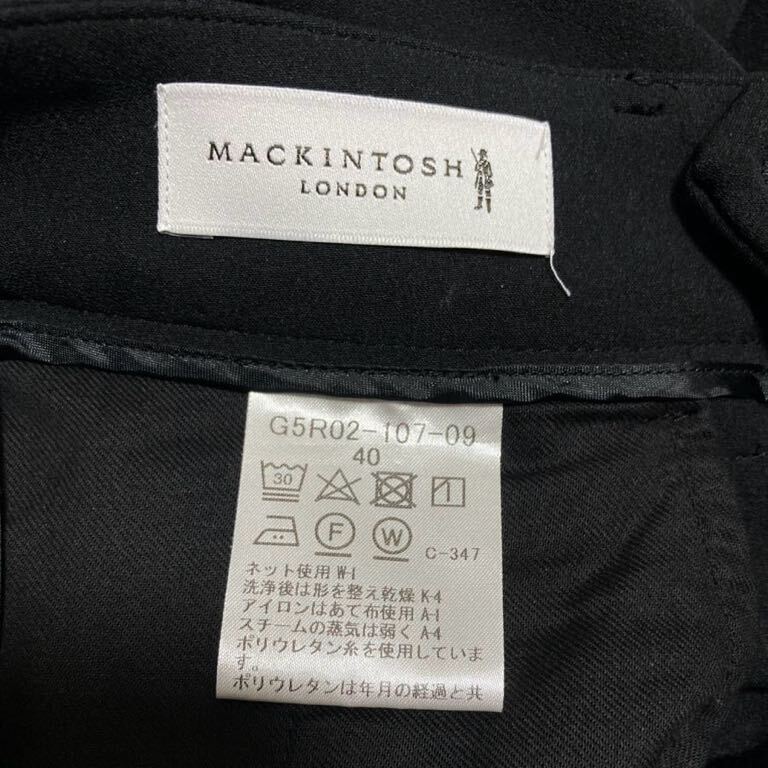 MACKINTOSH
LONDON
G5R02-107-09
40
30
F
W
C-347
ネット使用 W-1
洗浄後は形を整え乾燥 K-4
アイロンはあて布使用 A-1
スチームの蒸気は弱く A-4
ポリウレタン糸を使用していま
す。
ポリウレタンは年月の経過と共